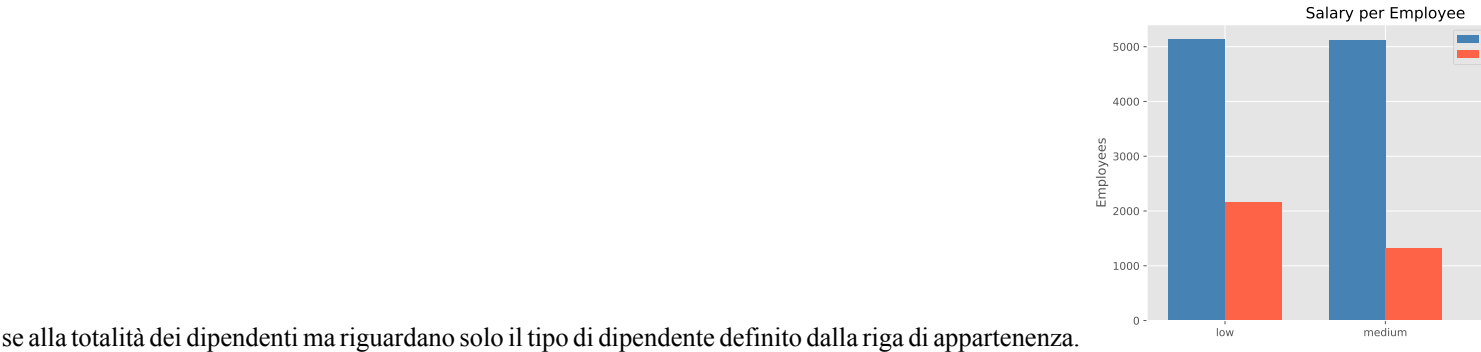 Salary per Employee
5000
4000
3000
2000
1000
0
Employees
low medium
se alla totalità dei dipendenti ma riguardano solo il tipo di dipendente definito dalla riga di appartenenza.